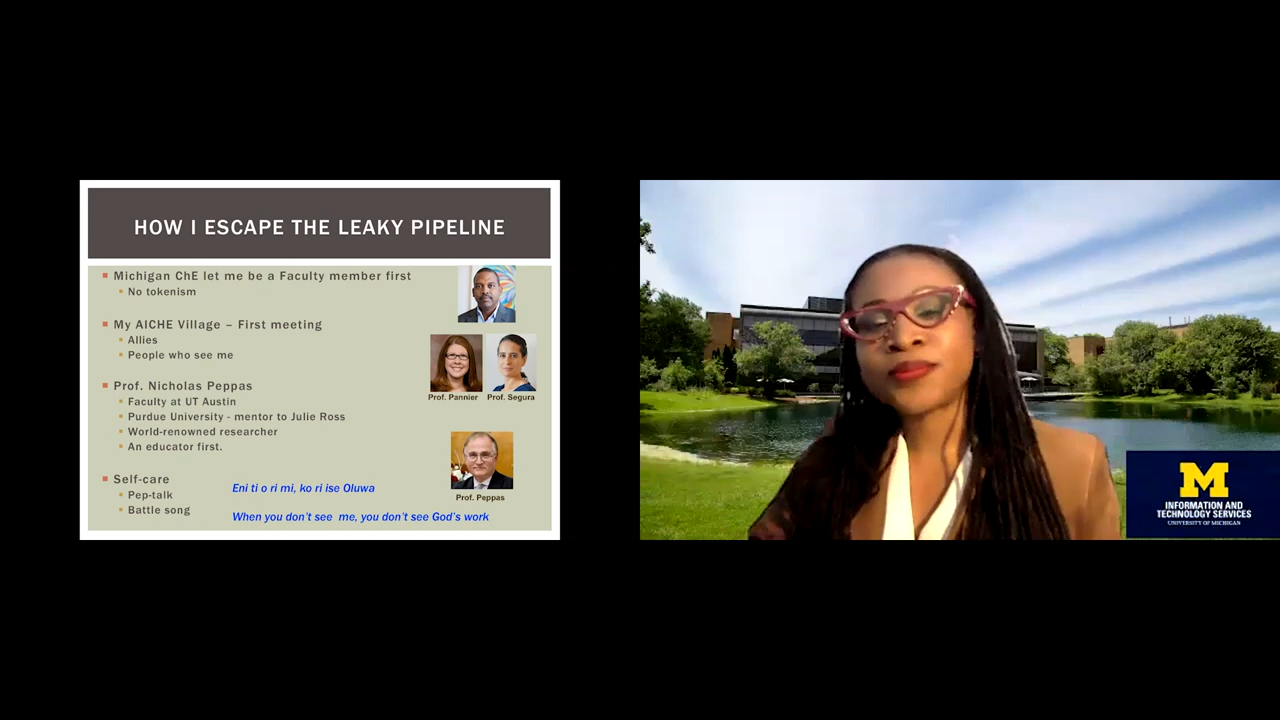 HOW I ESCAPE THE LEAKY PIPELINE
Michigan ChE let me be a Faculty member first
No tokenism
My AICHE Village – First meeting
Allies
People who see me
Prof. Pannier
Prof. Segura
Prof. Nicholas Peppas
Faculty at UT Austin
Purdue University - mentor to Julie Ross
World-renowned researcher
An educator first.
Prof. Peppas
Self-care
Pep-talk
Battle song
Eni ti o ri mi, ko ri ise Oluwa
When you don't see me, you don't see God's work
M
INFORMATION AND
TECHNOLOGY SERVICES
UNIVERSITY OF MICHIGAN